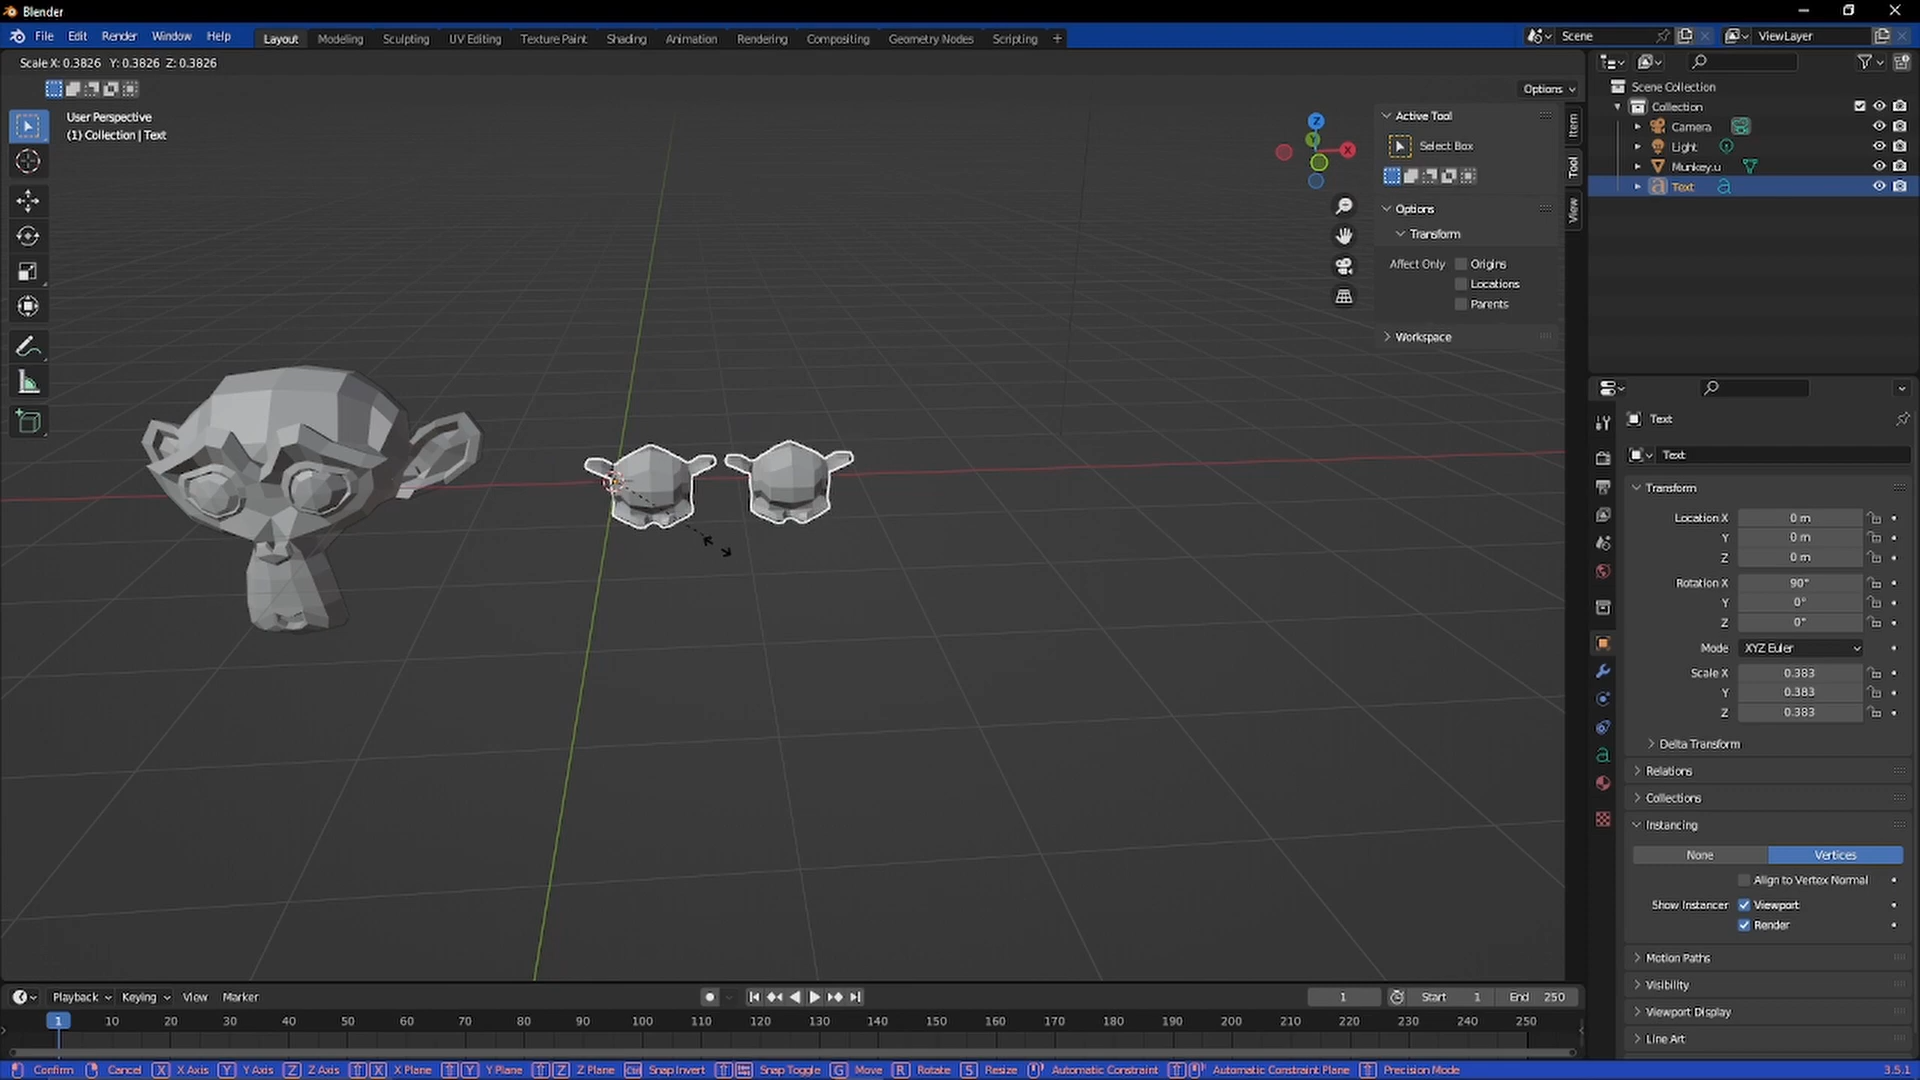 Blender
File Edit Render Window Help Layout Modeling Sculpting UV Editing Texture Paint Shading Animation Rendering Compositing Geometry Nodes Scripting + Scene ViewLayer
Scale X: 0.3826 Y: 0.3826 Z: 0.3826
Options
User Perspective
(1) Collection | Text
Z
Y
X
Active Tool
Select Box
Options
Transform
Affect Only Origins
Locations
Parents
Workspace
Item
Tool
View
Scene Collection
Collection
Camera
Light
Munkey.u
Text
Text
Text
Transform
Location X 0 m
Y 0 m
Z 0 m
Rotation X 90°
Y 0°
Z 0°
Mode XYZ Euler
Scale X 0.383
Y 0.383
Z 0.383
Delta Transform
Relations
Collections
Instancing
None Vertices
Align to Vertex Normal
Show Instancer Viewport
Render
Motion Paths
Visibility
Viewport Display
Line Art
Playback Keying View Marker 1 Start 1 End 250
1 10 20 30 40 50 60 70 80 90 100 110 120 130 140 150 160 170 180 190 200 210 220 230 240 250
Confirm Cancel X X Axis Y Y Axis Z Z Axis X X Plane Y Y Plane Z Z Plane Ctrl Snap Invert Snap Toggle G Move R Rotate S Resize Automatic Constraint Automatic Constraint Plane Precision Mode 3.5.1